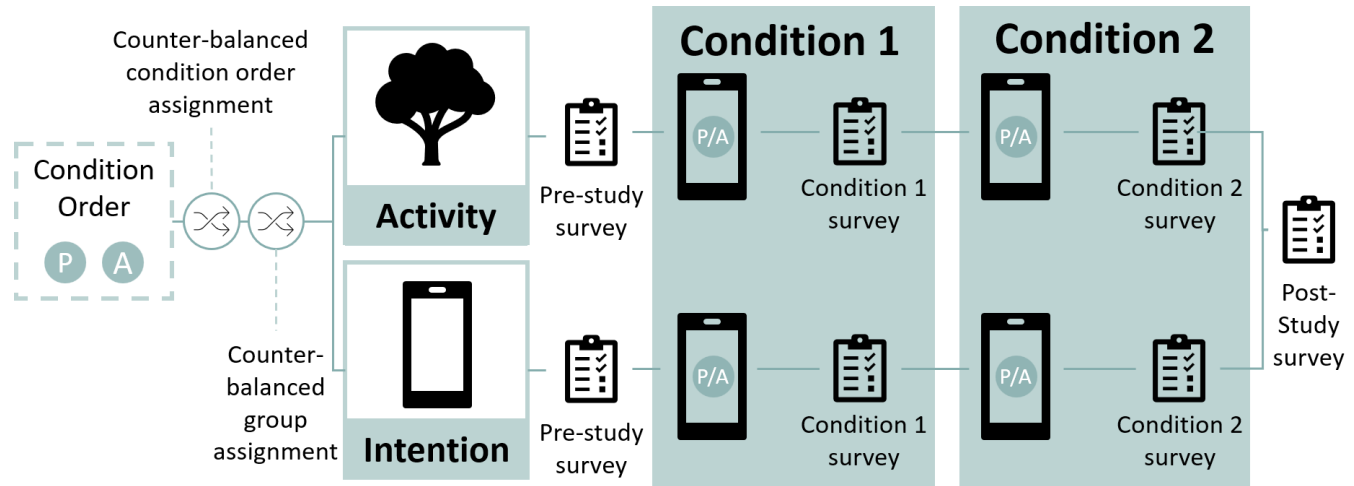 Counter-balanced
condition order
assignment
Condition
Order
P A
Counter-
balanced
group
assignment
Activity
Intention
Pre-study
survey
Pre-study
survey
Condition 1
P/A
Condition 1
survey
P/A
Condition 1
survey
Condition 2
P/A
Condition 2
survey
P/A
Condition 2
survey
Post-
Study
survey